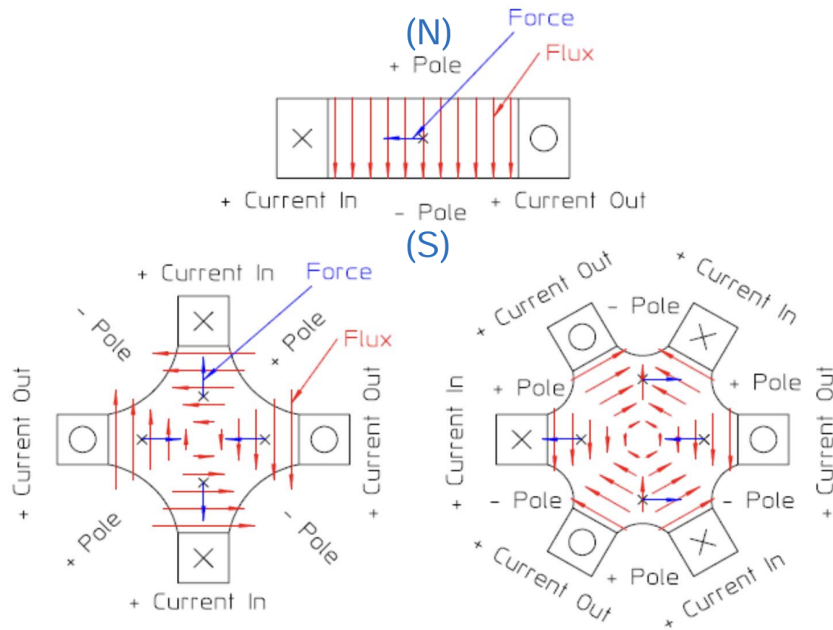 (N)
Force
+ Pole
Flux
+ Current In
- Pole
+ Current Out
(S)
+ Current In
Force
- Pole
+ Pole
Flux
+ Current Out
+ Current Out
+ Pole
- Pole
+ Current In
+ Current Out
- Pole
+ Current In
+ Pole
+ Pole
+ Current In
+ Current Out
- Pole
- Pole
+ Current Out
+ Pole
+ Current In